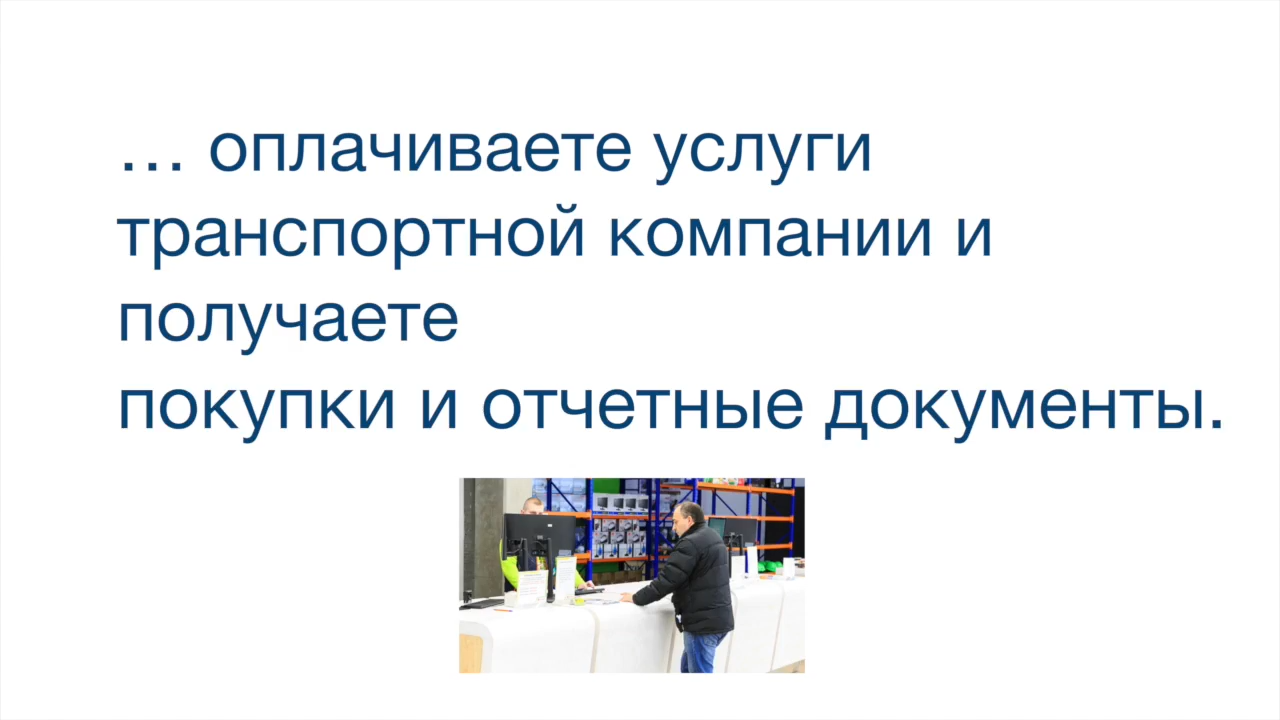 … оплачиваете услуги
транспортной компании и
получаете
покупки и отчетные документы.